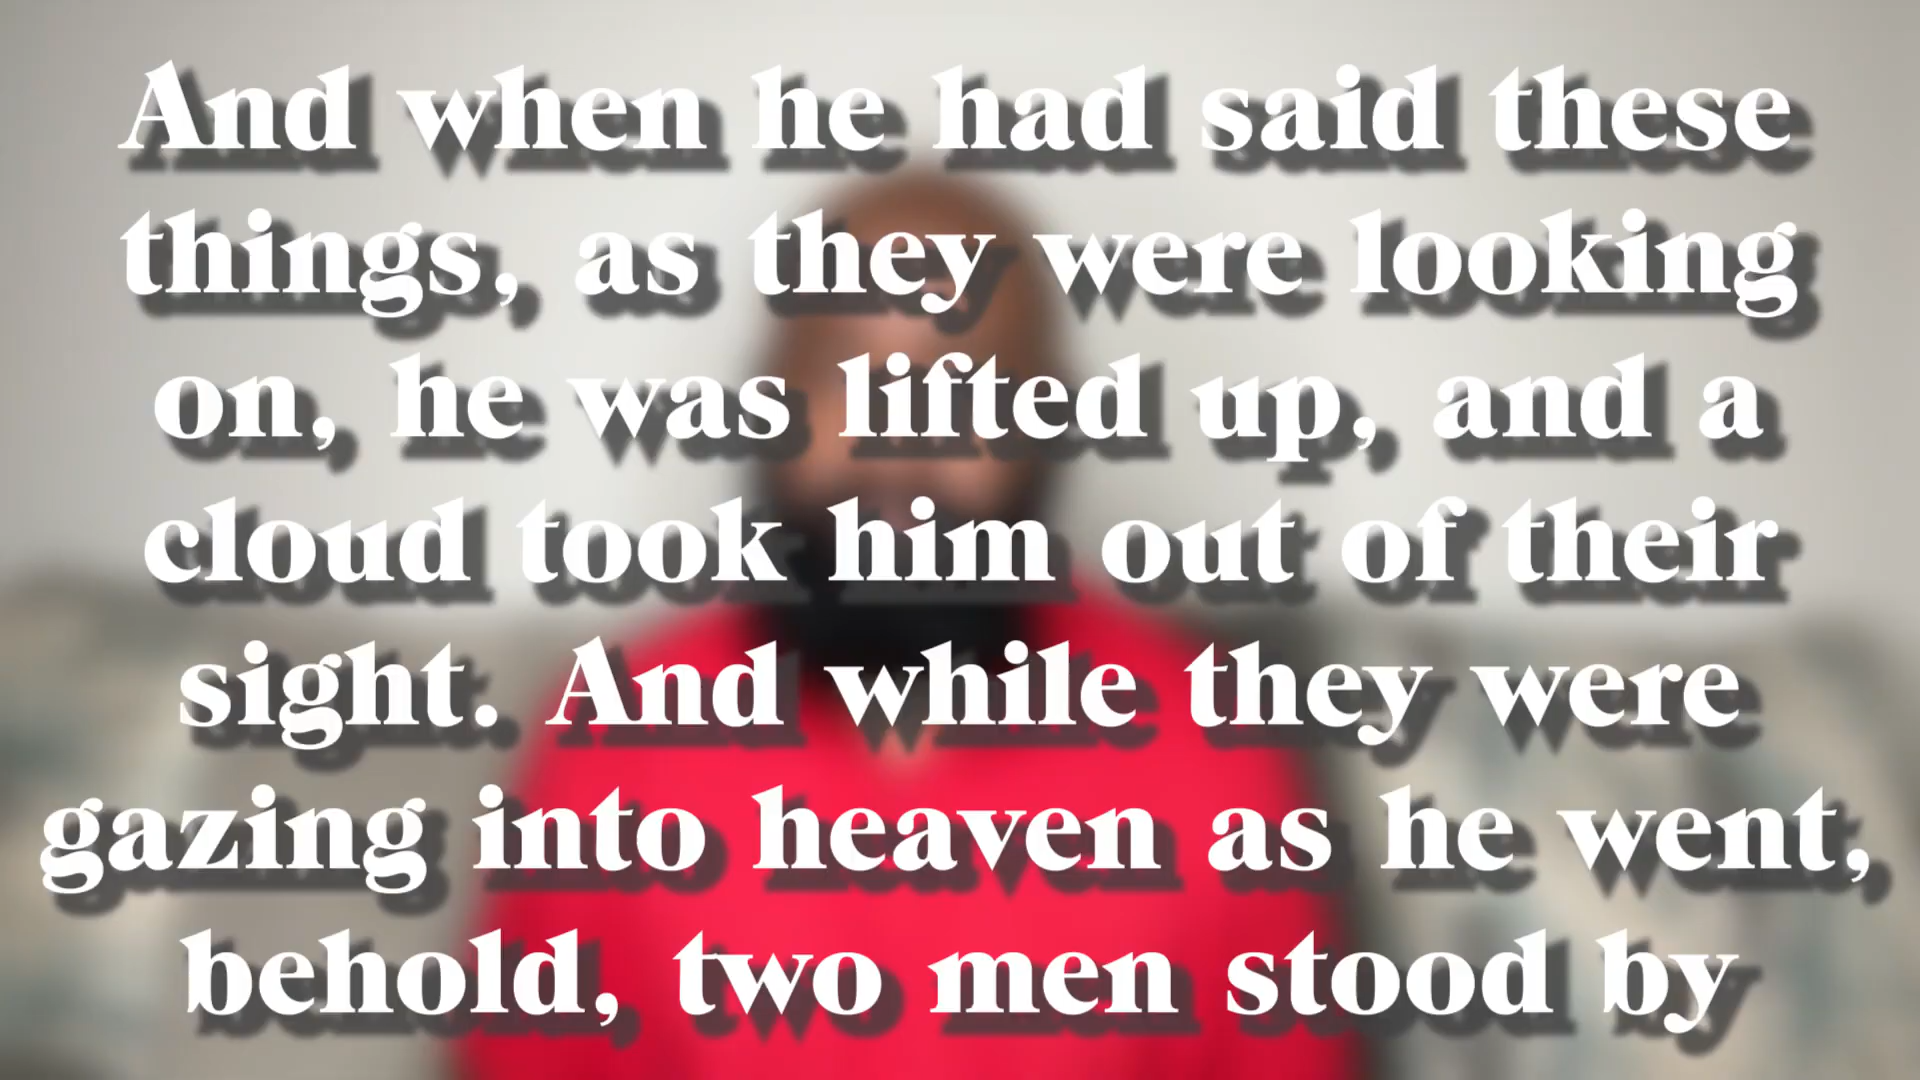 And when he had said these
things, as they were looking
on, he was lifted up, and a
cloud took him out of their
sight. And while they were
gazing into heaven as he went,
behold, two men stood by